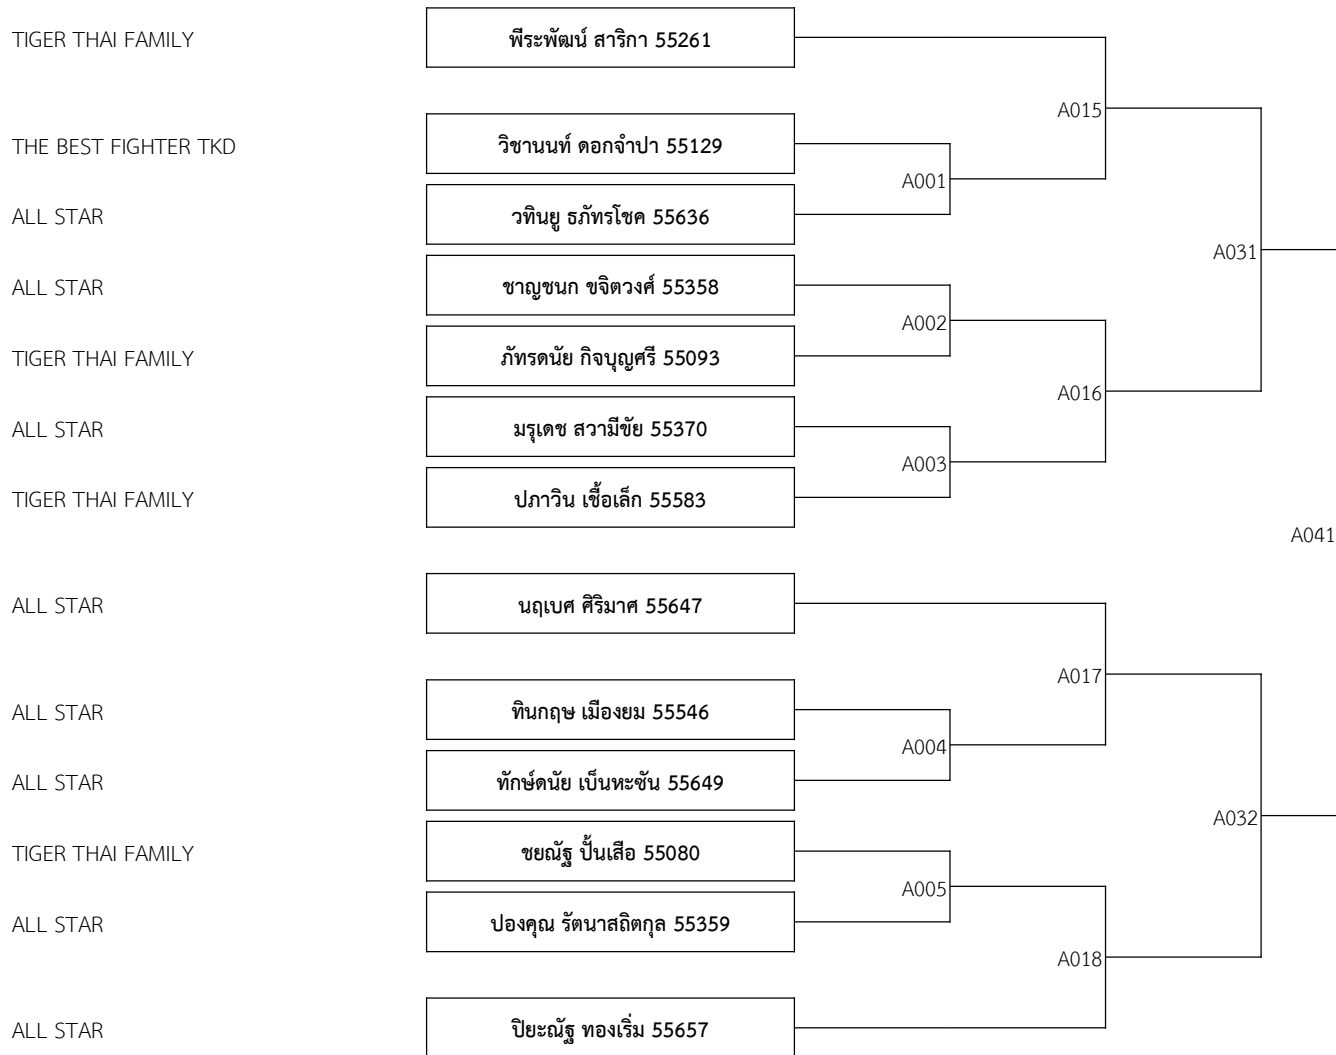 TIGER THAI FAMILY พีระพัฒน์ สาริกา 55261
A015
THE BEST FIGHTER TKD วิชานนท์ ดอกจำปา 55129
A001
ALL STAR วทินยู ธภัทรโชค 55636
A031
ALL STAR ชาญชนก ขจิตวงศ์ 55358
A002
TIGER THAI FAMILY ภัทรดนัย กิจบุญศรี 55093
A016
ALL STAR มรุเดช สวามีขัย 55370
A003
TIGER THAI FAMILY ปภาวิน เชื้อเล็ก 55583
A041
ALL STAR นฤเบศ ศิริมาศ 55647
A017
ALL STAR ทินกฤษ เมืองยม 55546
A004
ALL STAR ทักษ์ดนัย เบ็นหะซัน 55649
A032
TIGER THAI FAMILY ชยณัฐ ปั้นเสือ 55080
A005
ALL STAR ปองคุณ รัตนาสถิตกุล 55359
A018
ALL STAR ปิยะณัฐ ทองเริ่ม 55657